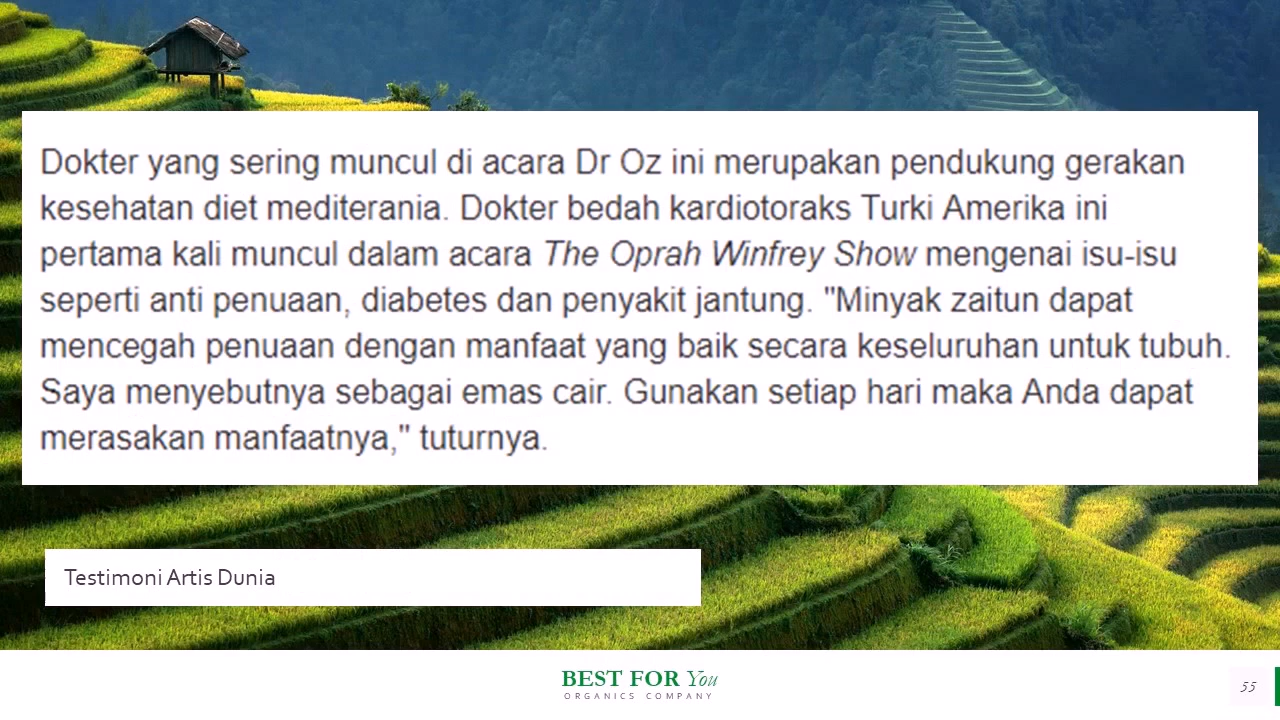 Dokter yang sering muncul di acara Dr Oz ini merupakan pendukung gerakan
kesehatan diet mediterania. Dokter bedah kardiotoraks Turki Amerika ini
pertama kali muncul dalam acara The Oprah Winfrey Show mengenai isu-isu
seperti anti penuaan, diabetes dan penyakit jantung. "Minyak zaitun dapat
mencegah penuaan dengan manfaat yang baik secara keseluruhan untuk tubuh.
Saya menyebutnya sebagai emas cair. Gunakan setiap hari maka Anda dapat
merasakan manfaatnya," tuturnya.
Testimoni Artis Dunia
BEST FOR You
ORGANICS COMPANY
55